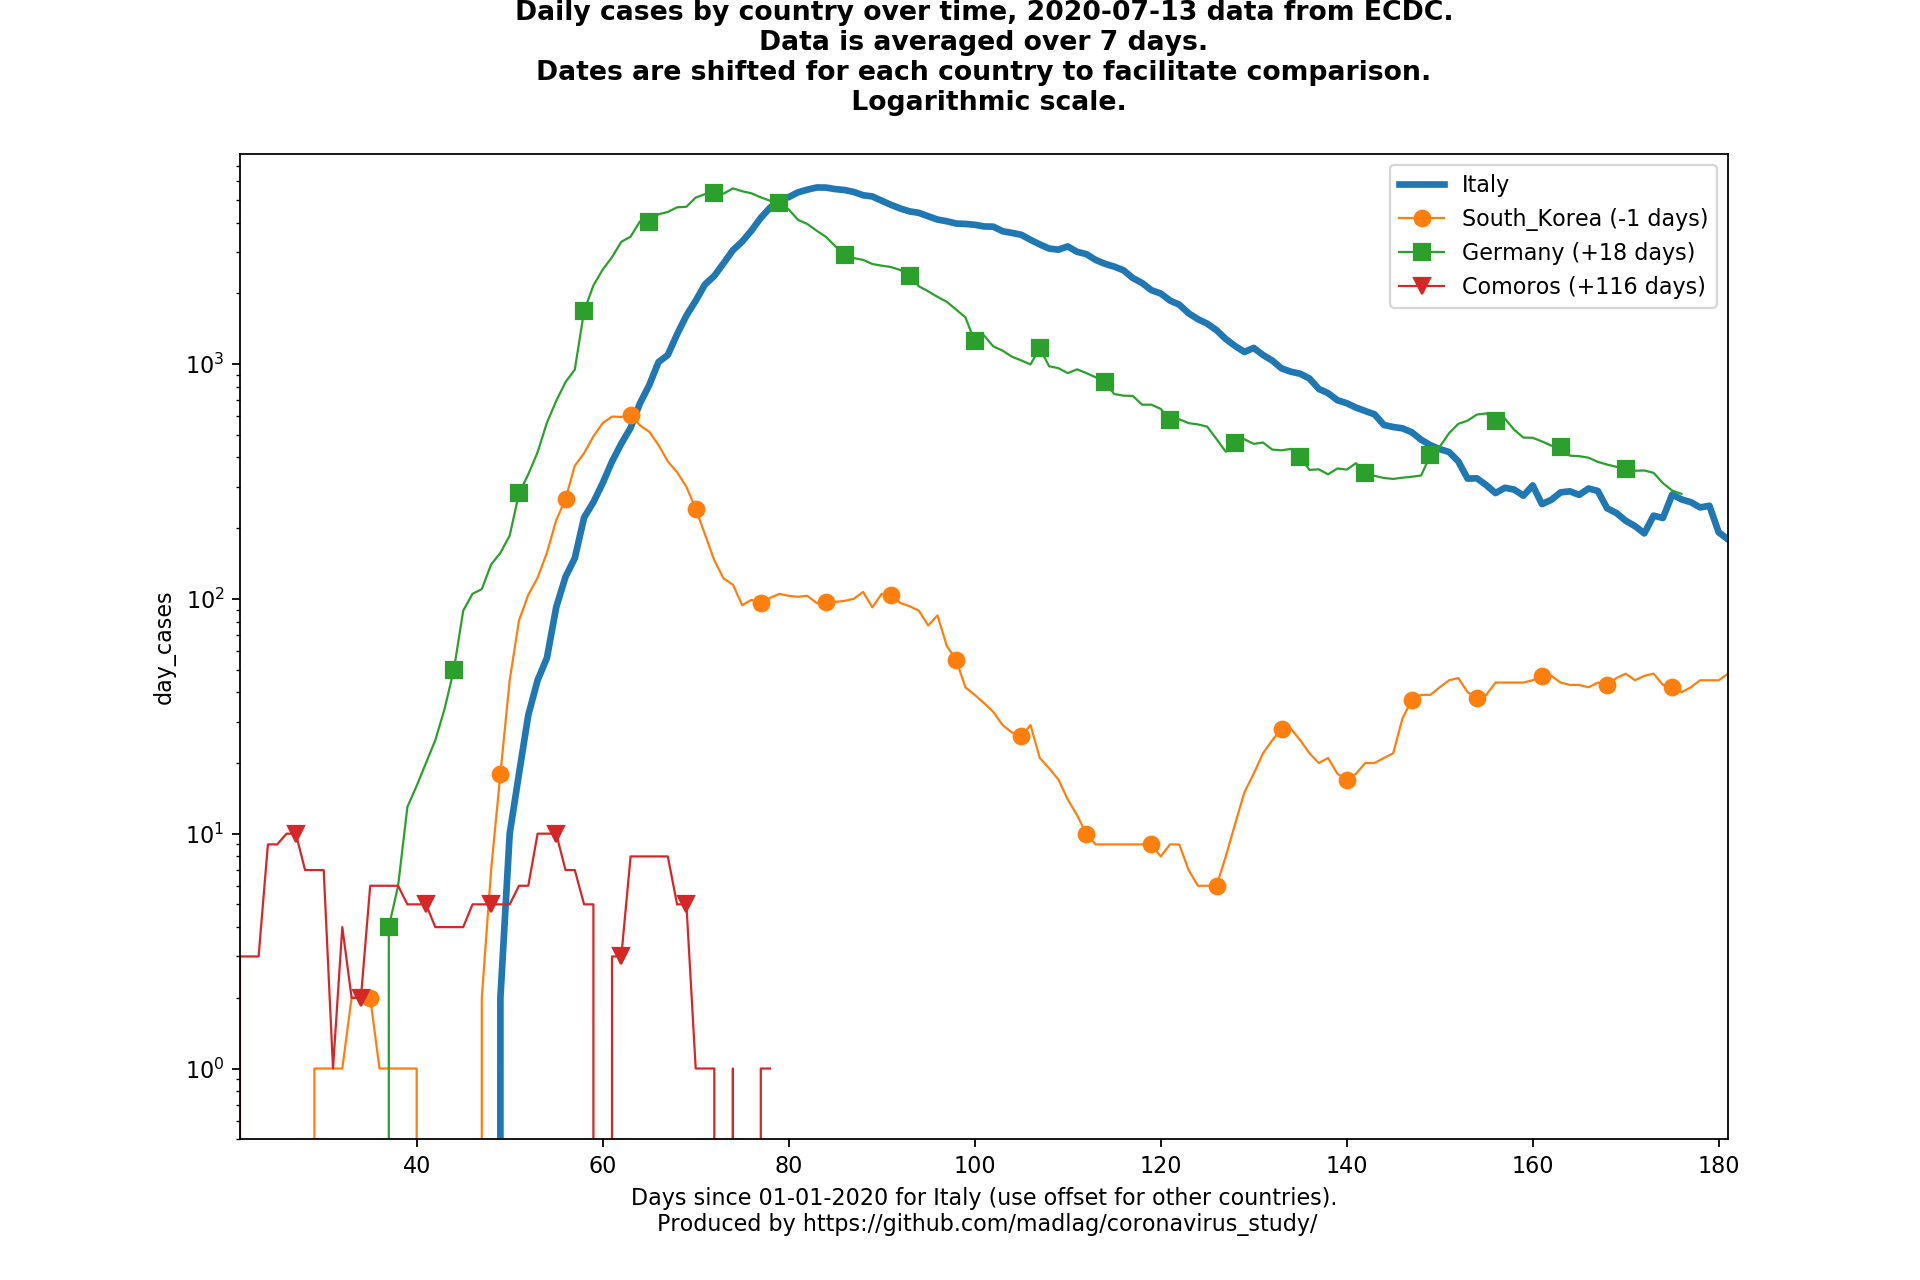 Daily cases by country over time, 2020-07-13 data from ECDC.
Data is averaged over 7 days.
Dates are shifted for each country to facilitate comparison.
Logarithmic scale.
Italy
South_Korea (-1 days)
Germany (+18 days)
Comoros (+116 days)
10³
10²
10¹
10⁰
day_cases
40 60 80 100 120 140 160 180
Days since 01-01-2020 for Italy (use offset for other countries).
Produced by https://github.com/madlag/coronavirus_study/